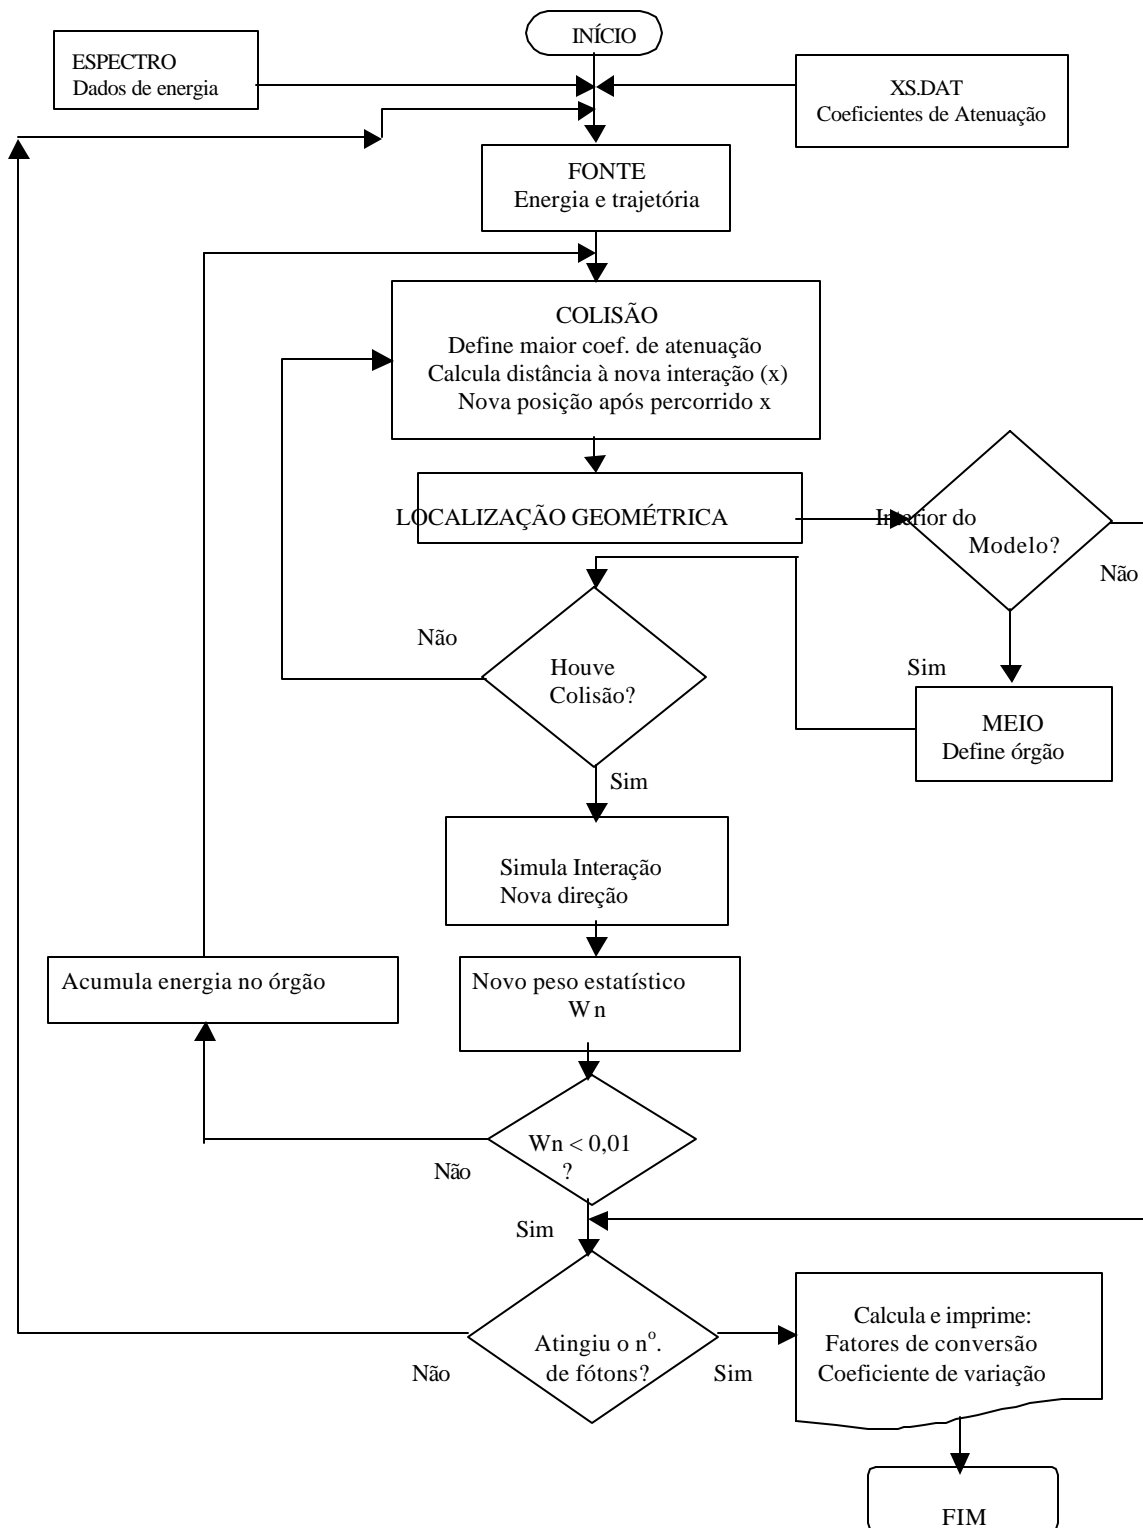 INÍCIO
ESPECTRO
Dados de energia
XS.DAT
Coeficientes de Atenuação
FONTE
Energia e trajetória
COLISÃO
Define maior coef. de atenuação
Calcula distância à nova interação (x)
Nova posição após percorrido x
LOCALIZAÇÃO GEOMÉTRICA
Interior do
Modelo?
Não
Não
Houve
Colisão?
Sim
MEIO
Define órgão
Sim
Simula Interação
Nova direção
Acumula energia no órgão
Novo peso estatístico
Wn
Wn < 0,01
?
Não
Sim
Atingiu o nº.
de fótons?
Não
Sim
Calcula e imprime:
Fatores de conversão
Coeficiente de variação
FIM